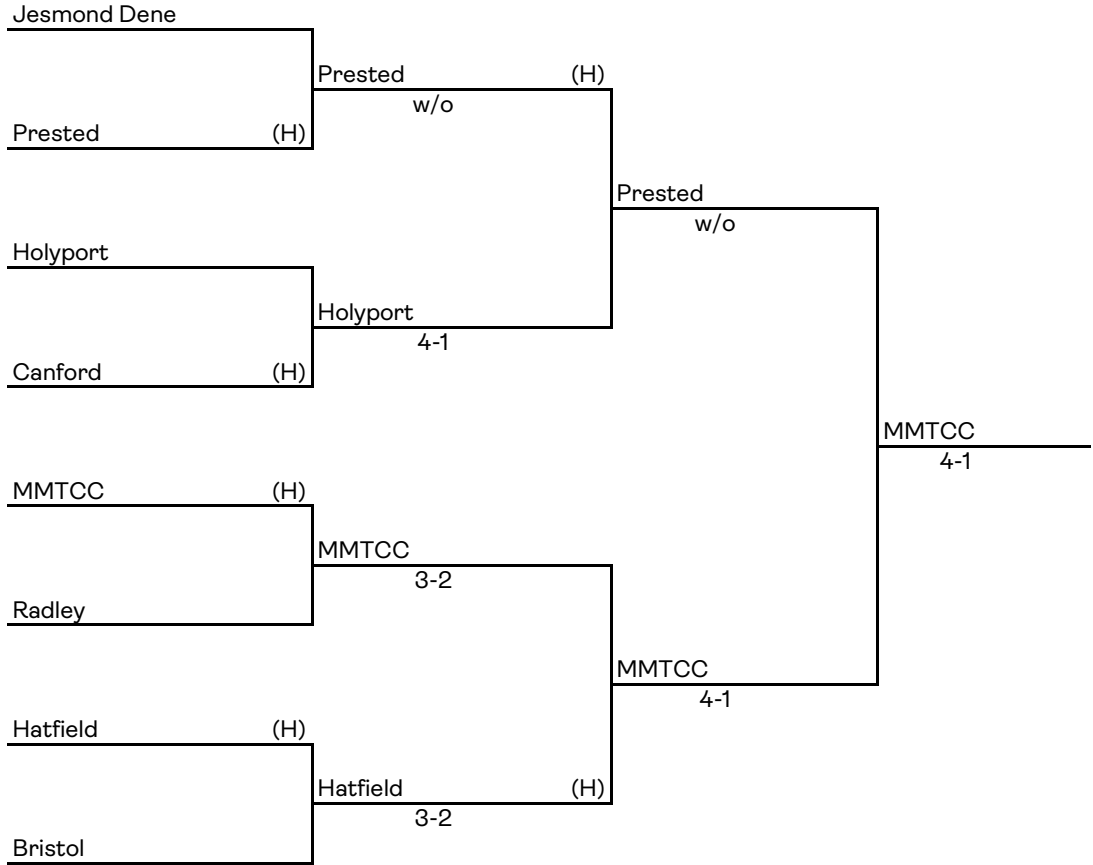 Jesmond Dene
Prested (H)
w/o
Prested (H)
Prested
w/o
Holyport
Holyport
4-1
Canford (H)
MMTCC
4-1
MMTCC (H)
MMTCC
3-2
Radley
MMTCC
4-1
Hatfield (H)
Hatfield (H)
3-2
Bristol